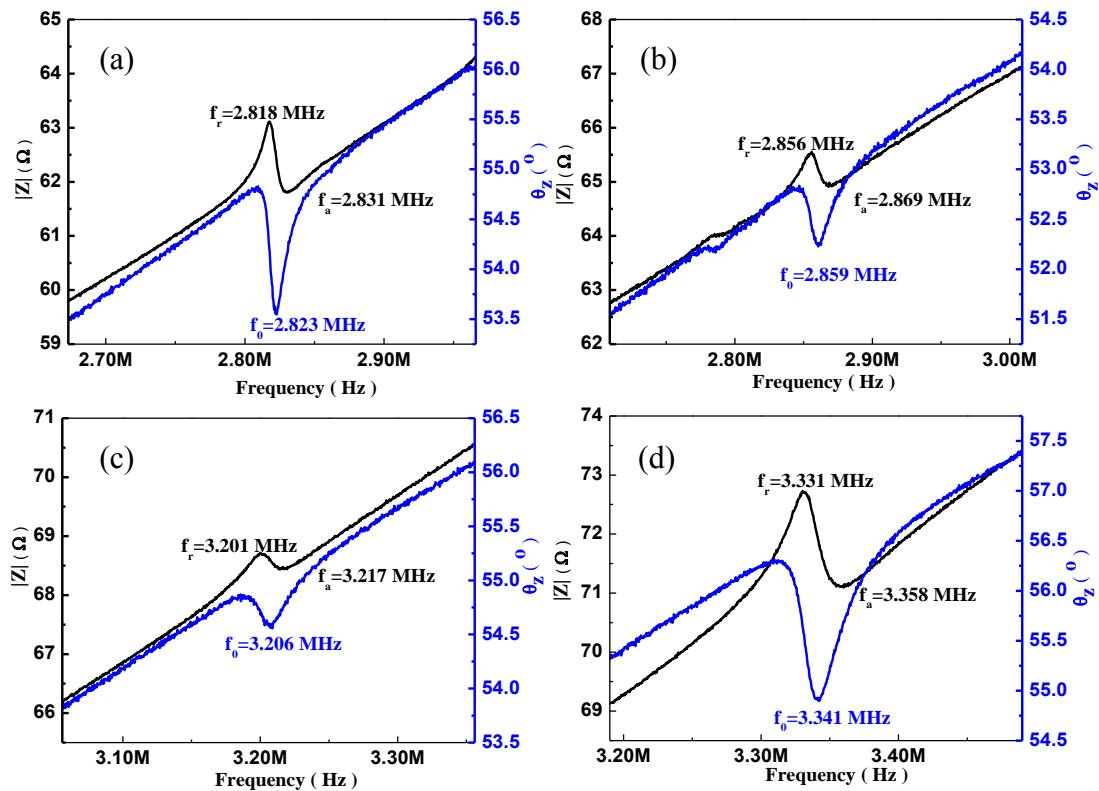 (a)
65
64
63
62
61
60
59
|Z| (Ω)
f_r=2.818 MHz
f_a=2.831 MHz
f_0=2.823 MHz
56.0
55.5
55.0
54.5
54.0
53.5
θ_Z (°)
2.70M 2.80M 2.90M
Frequency ( Hz )
(b)
68
67
66
65
64
63
62
|Z| (Ω)
f_r=2.856 MHz
f_a=2.869 MHz
f_0=2.859 MHz
54.5
54.0
53.5
53.0
52.5
52.0
51.5
θ_Z (°)
2.80M 2.90M 3.00M
Frequency ( Hz )
(c)
71
70
69
68
67
66
|Z| (Ω)
f_r=3.201 MHz
f_a=3.217 MHz
f_0=3.206 MHz
56.5
56.0
55.5
55.0
54.5
54.0
53.5
θ_Z (°)
3.10M 3.20M 3.30M
Frequency ( Hz )
(d)
74
73
72
71
70
69
|Z| (Ω)
f_r=3.331 MHz
f_a=3.358 MHz
f_0=3.341 MHz
57.5
57.0
56.5
56.0
55.5
55.0
54.5
θ_Z (°)
3.20M 3.30M 3.40M
Frequency ( Hz )